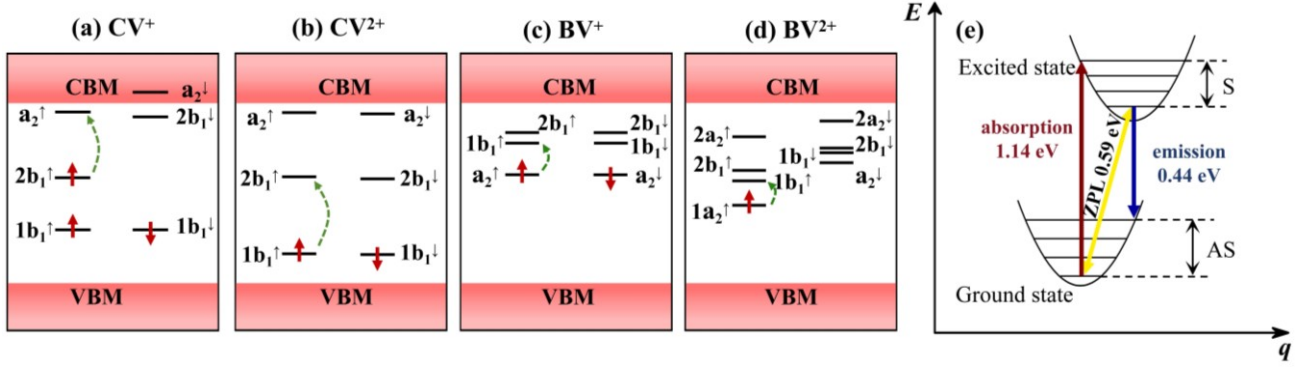 (a) CV⁺
CBM
a₂↓
a₂↑
2b₁↓
2b₁↑
1b₁↑
1b₁↓
VBM
(b) CV²⁺
CBM
a₂↑
a₂↓
2b₁↑
2b₁↓
1b₁↑
1b₁↓
VBM
(c) BV⁺
CBM
2b₁↑
2b₁↓
1b₁↑
1b₁↓
a₂↑
a₂↓
VBM
(d) BV²⁺
CBM
2a₂↓
2a₂↑
2b₁↓
1b₁↓
2b₁↑
1b₁↑
a₂↓
1a₂↑
VBM
E
(e)
Excited state
S
absorption
1.14 eV
ZPL 0.59 eV
emission
0.44 eV
AS
Ground state
q